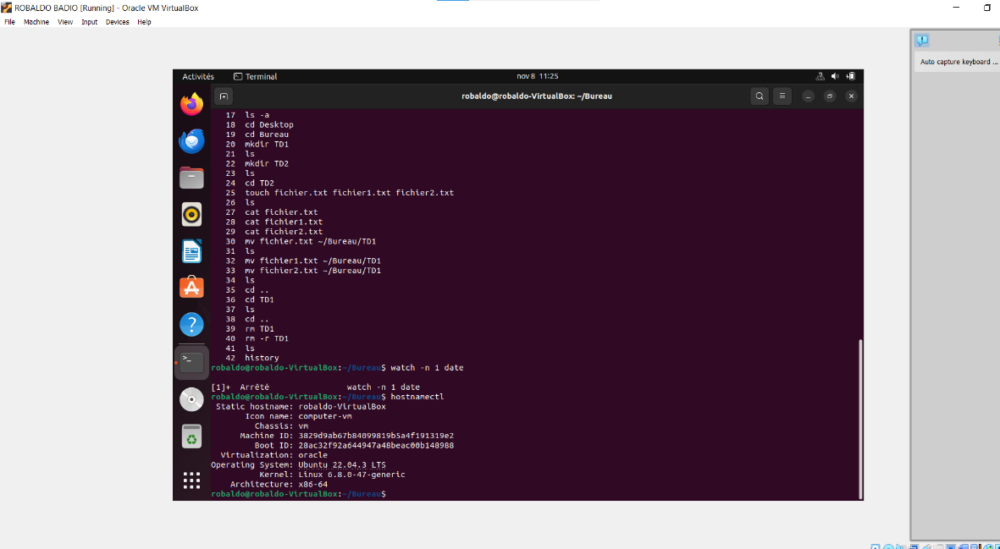 ROBALDO BADIO [Running] - Oracle VM VirtualBox
File Machine View Input Devices Help
Auto capture keyboard ...
Activités Terminal nov 8 11:25
robaldo@robaldo-VirtualBox: ~/Bureau
17 ls -a
18 cd Desktop
19 cd Bureau
20 mkdir TD1
21 ls
22 mkdir TD2
23 ls
24 cd TD2
25 touch fichier.txt fichier1.txt fichier2.txt
26 ls
27 cat fichier.txt
28 cat fichier1.txt
29 cat fichier2.txt
30 mv fichier.txt ~/Bureau/TD1
31 ls
32 mv fichier1.txt ~/Bureau/TD1
33 mv fichier2.txt ~/Bureau/TD1
34 ls
35 cd ..
36 cd TD1
37 ls
38 cd ..
39 rm TD1
40 rm -r TD1
41 ls
42 history
robaldo@robaldo-VirtualBox:~/Bureau$ watch -n 1 date
[1]+ Arrêté watch -n 1 date
robaldo@robaldo-VirtualBox:~/Bureau$ hostnamectl
Static hostname: robaldo-VirtualBox
Icon name: computer-vm
Chassis: vm
Machine ID: 3829d9ab67b84099819b5a4f191319e2
Boot ID: 28ac32f92a644947a48beac00b148988
Virtualization: oracle
Operating System: Ubuntu 22.04.3 LTS
Kernel: Linux 6.8.0-47-generic
Architecture: x86-64
robaldo@robaldo-VirtualBox:~/Bureau$